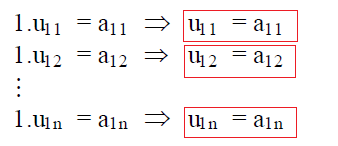 1.u₁₁ = a₁₁ ⇒ u₁₁ = a₁₁
1.u₁₂ = a₁₂ ⇒ u₁₂ = a₁₂
⋮
1.u₁ₙ = a₁ₙ ⇒ u₁ₙ = a₁ₙ